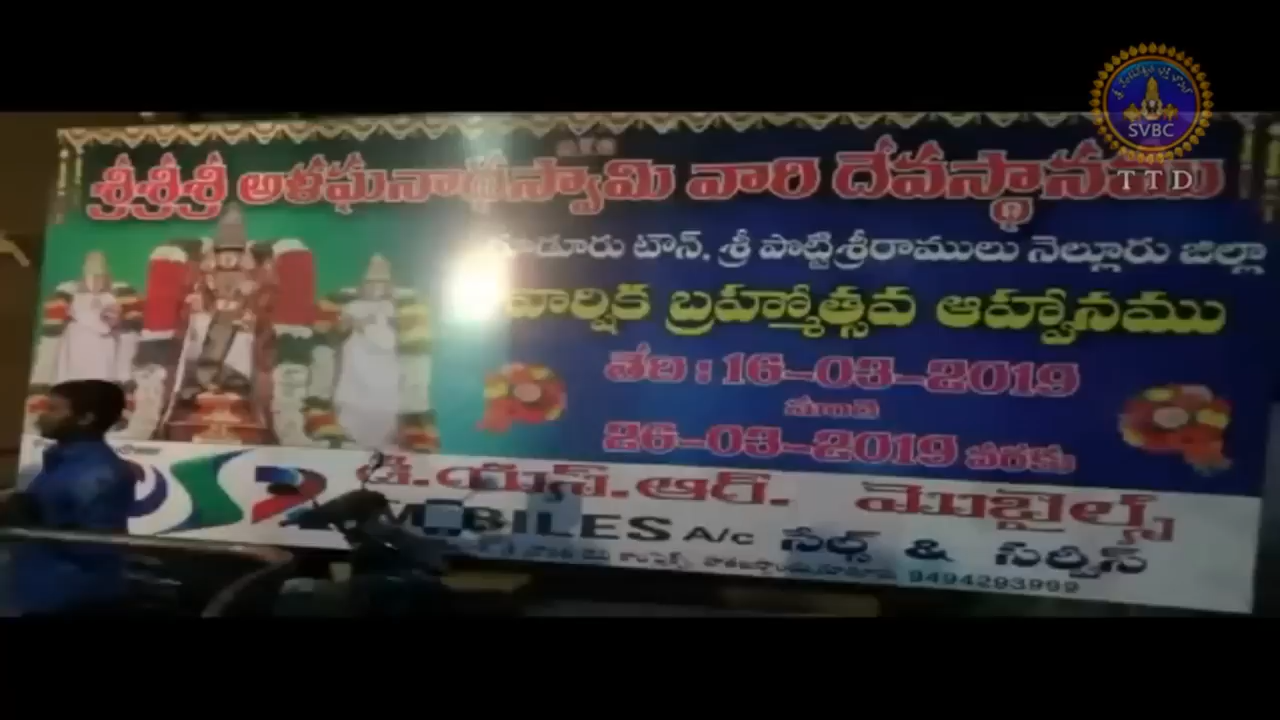 SVBC
TTD
శ్రీశ్రీశ్రీ అళఘనాథస్వామి వారి దేవస్థానము
టౌన్. శ్రీ పొట్టిశ్రీరాములు నెల్లూరు జిల్లా
వార్షిక బ్రహ్మోత్సవ ఆహ్వానము
తేది : 16-03-2019
నుండి
26-03-2019 వరకు
డి.యస్.ఆర్. మొబైల్స్
MOBILES A/c సేల్స్ & సర్వీస్
9494293999